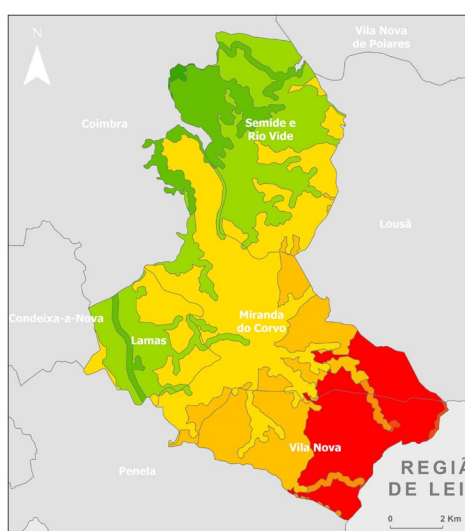 N
Vila Nova
de Poiares
Coimbra
Semide e
Rio Vide
Lousã
Condeixa-a-Nova
Miranda
do Corvo
Lamas
Vila Nova
Penela
REGIÃ
DE LEI
0 2 Km